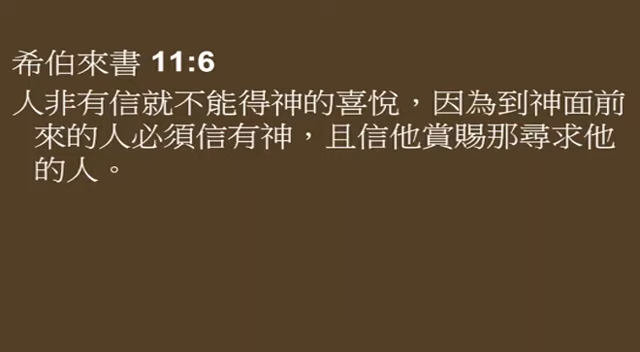 希伯來書 11:6
人非有信就不能得神的喜悅，因為到神面前
來的人必須信有神，且信他賞賜那尋求他
的人。